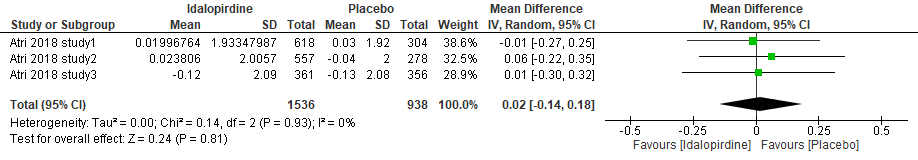 Idalopirdine Placebo Mean Difference Mean Difference
Study or Subgroup Mean SD Total Mean SD Total Weight IV, Random, 95% CI IV, Random, 95% CI
Atri 2018 study1 0.01996764 1.93347987 618 0.03 1.92 304 38.6% -0.01 [-0.27, 0.25]
Atri 2018 study2 0.023806 2.0057 557 -0.04 2 278 32.5% 0.06 [-0.22, 0.35]
Atri 2018 study3 -0.12 2.09 361 -0.13 2.08 356 28.9% 0.01 [-0.30, 0.32]
Total (95% CI) 1536 938 100.0% 0.02 [-0.14, 0.18]
Heterogeneity: Tau² = 0.00; Chi² = 0.14, df = 2 (P = 0.93); I² = 0%
Test for overall effect: Z = 0.24 (P = 0.81)
-0.5 -0.25 0 0.25 0.5
Favours [Idalopirdine] Favours [Placebo]